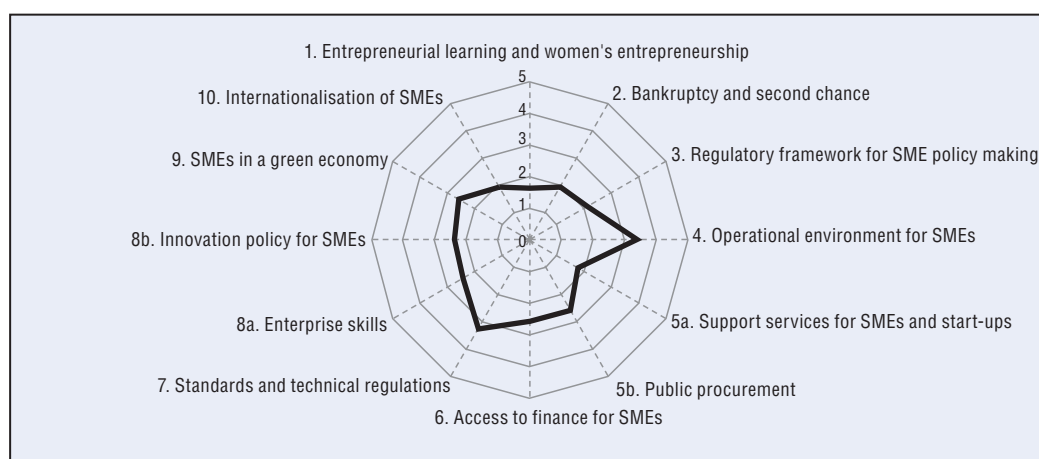 1. Entrepreneurial learning and women's entrepreneurship
5
10. Internationalisation of SMEs
2. Bankruptcy and second chance
4
3
9. SMEs in a green economy
3. Regulatory framework for SME policy making
2
1
8b. Innovation policy for SMEs
0
4. Operational environment for SMEs
8a. Enterprise skills
5a. Support services for SMEs and start-ups
7. Standards and technical regulations
5b. Public procurement
6. Access to finance for SMEs